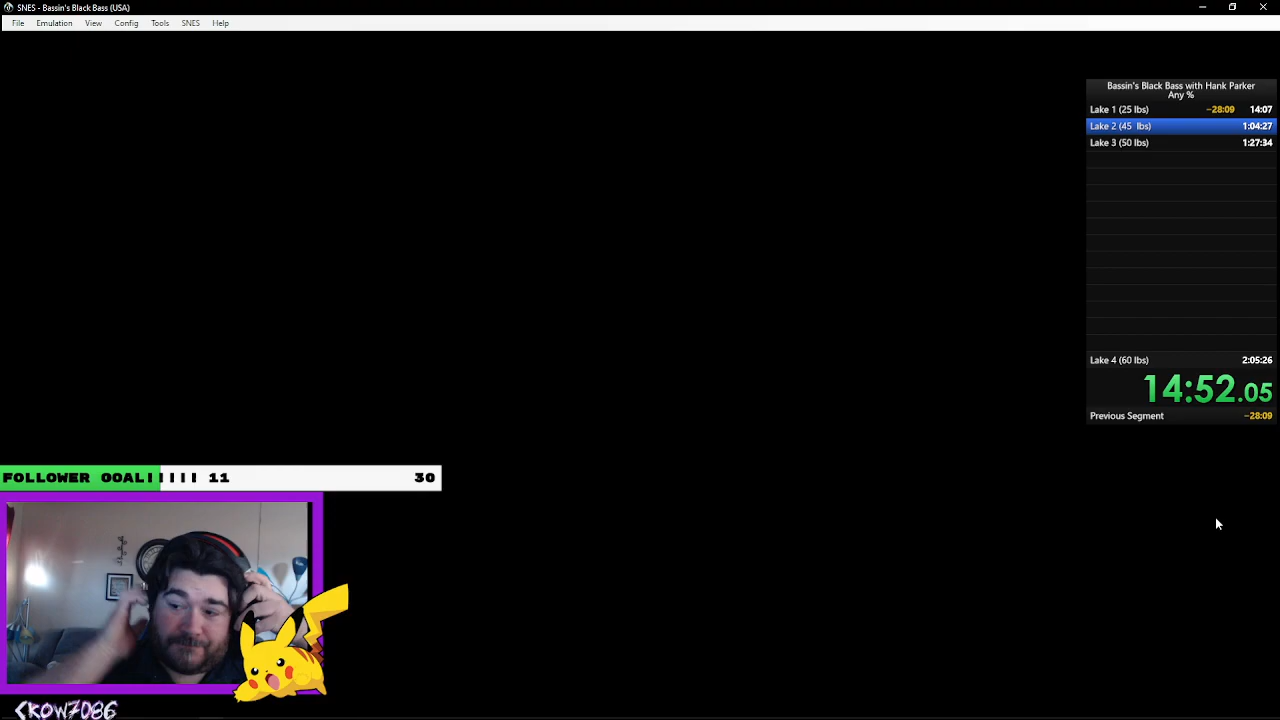 SNES - Bassin's Black Bass (USA)
File Emulation View Config Tools SNES Help
Bassin's Black Bass with Hank Parker
Any %
Lake 1 (25 lbs) −28:09 14:07
Lake 2 (45 lbs) 1:04:27
Lake 3 (50 lbs) 1:27:34
Lake 4 (60 lbs) 2:05:26
14:52.05
Previous Segment −28:09
FOLLOWER GOAL!!!!! 11 30
CROW7086